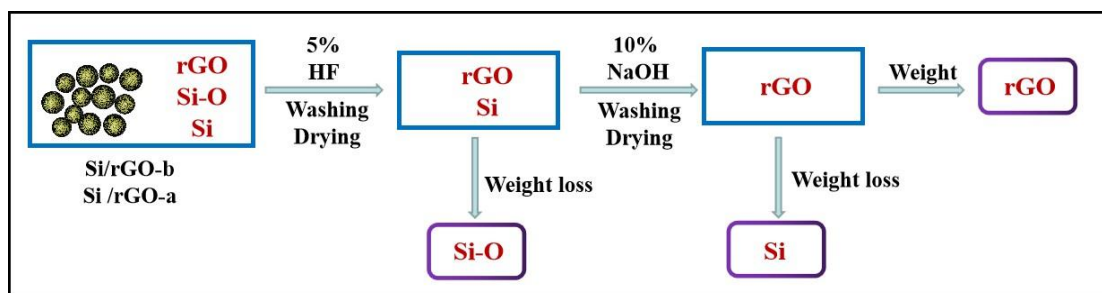 rGO
Si-O
Si
Si/rGO-b
Si /rGO-a
5%
HF
Washing
Drying
rGO
Si
Weight loss
Si-O
10%
NaOH
Washing
Drying
rGO
Weight loss
Si
Weight
rGO